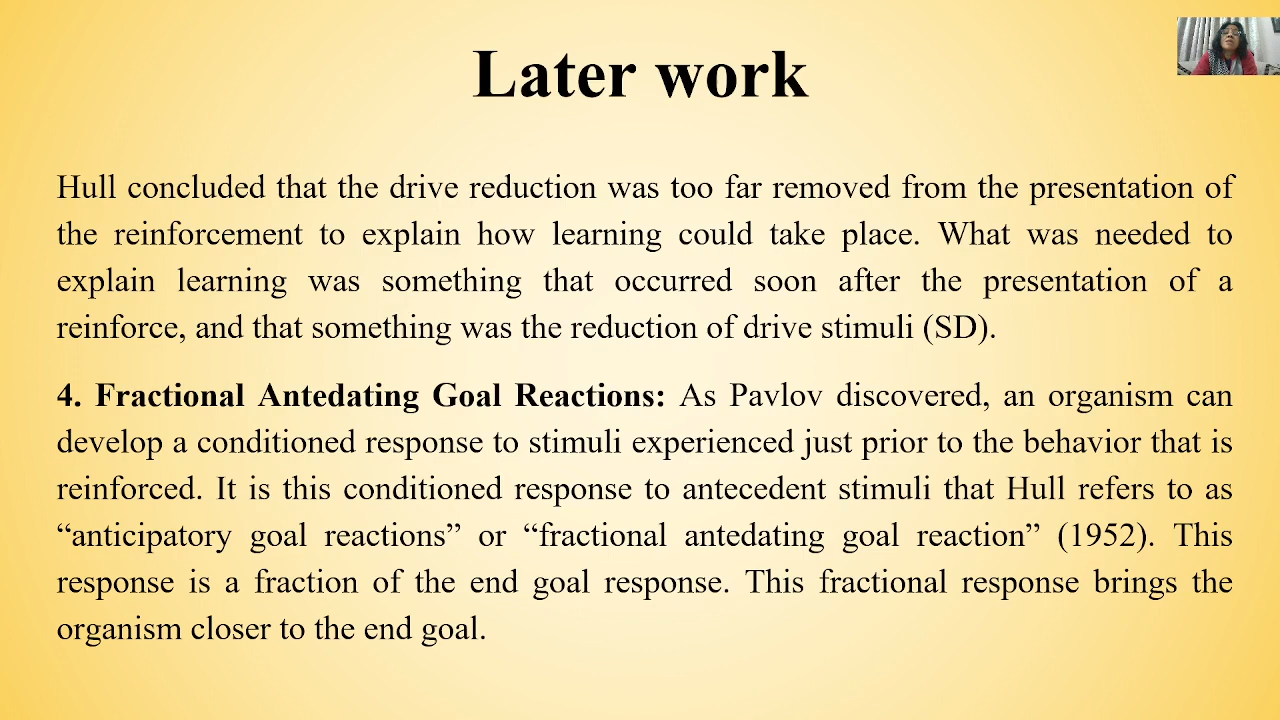 Later work
Hull concluded that the drive reduction was too far removed from the presentation of
the reinforcement to explain how learning could take place. What was needed to
explain learning was something that occurred soon after the presentation of a
reinforce, and that something was the reduction of drive stimuli (SD).
4. Fractional Antedating Goal Reactions: As Pavlov discovered, an organism can
develop a conditioned response to stimuli experienced just prior to the behavior that is
reinforced. It is this conditioned response to antecedent stimuli that Hull refers to as
“anticipatory goal reactions” or “fractional antedating goal reaction” (1952). This
response is a fraction of the end goal response. This fractional response brings the
organism closer to the end goal.